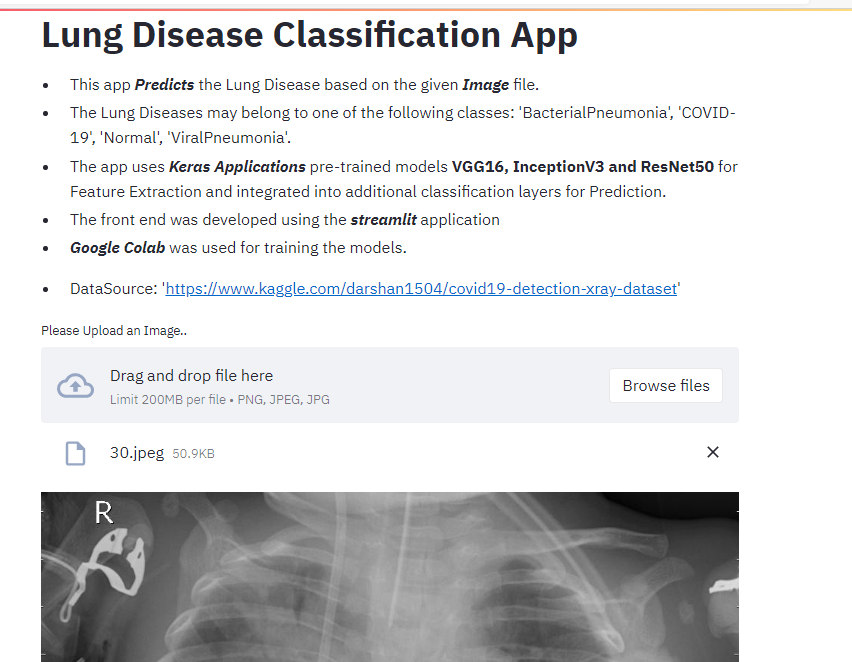 Lung Disease Classification App
• This app Predicts the Lung Disease based on the given Image file.
• The Lung Diseases may belong to one of the following classes: 'BacterialPneumonia', 'COVID-
19', 'Normal', 'ViralPneumonia'.
• The app uses Keras Applications pre-trained models VGG16, InceptionV3 and ResNet50 for
Feature Extraction and integrated into additional classification layers for Prediction.
• The front end was developed using the streamlit application
• Google Colab was used for training the models.
• DataSource: 'https://www.kaggle.com/darshan1504/covid19-detection-xray-dataset'
Please Upload an Image..
Drag and drop file here
Limit 200MB per file • PNG, JPEG, JPG
Browse files
30.jpeg 50.9KB
R